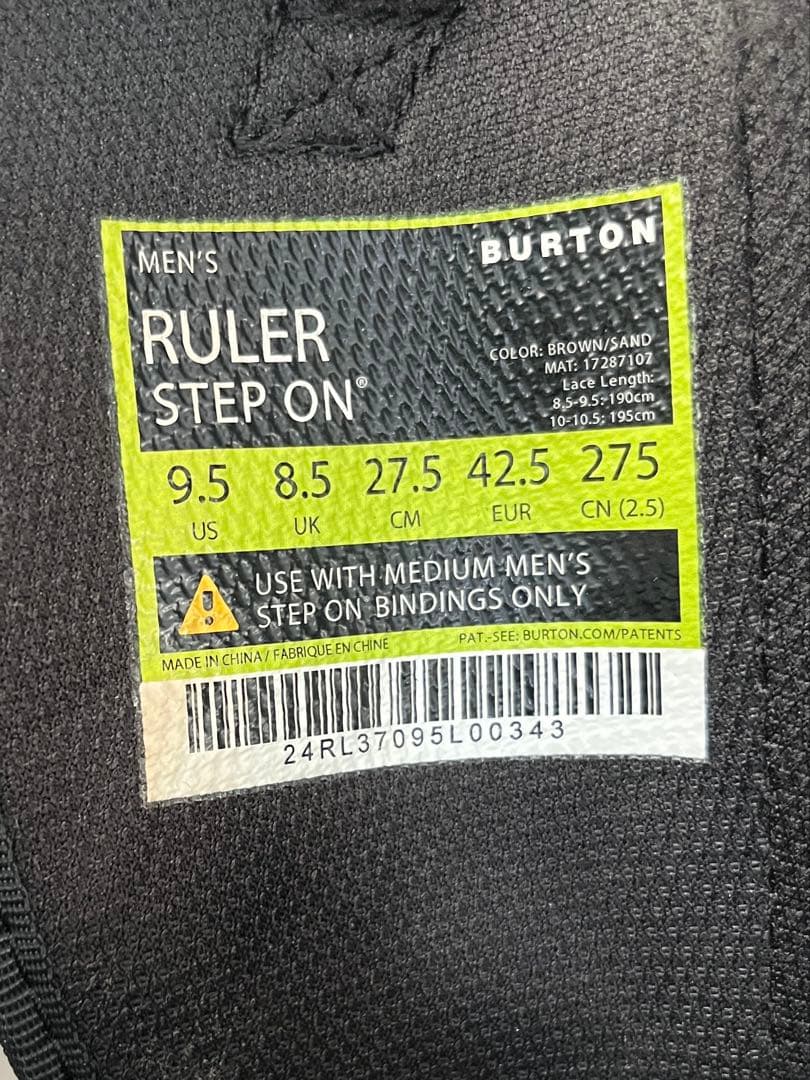 MEN'S
BURTON
RULER
STEP ON®
COLOR: BROWN/SAND
MAT: 17287107
Lace Length:
8.5-9.5: 190cm
10-10.5: 195cm
9.5 8.5 27.5 42.5 275
US UK CM EUR CN (2.5)
USE WITH MEDIUM MEN'S
STEP ON® BINDINGS ONLY
MADE IN CHINA / FABRIQUE EN CHINE
PAT.-SEE: BURTON.COM/PATENTS
24RL37095L00343